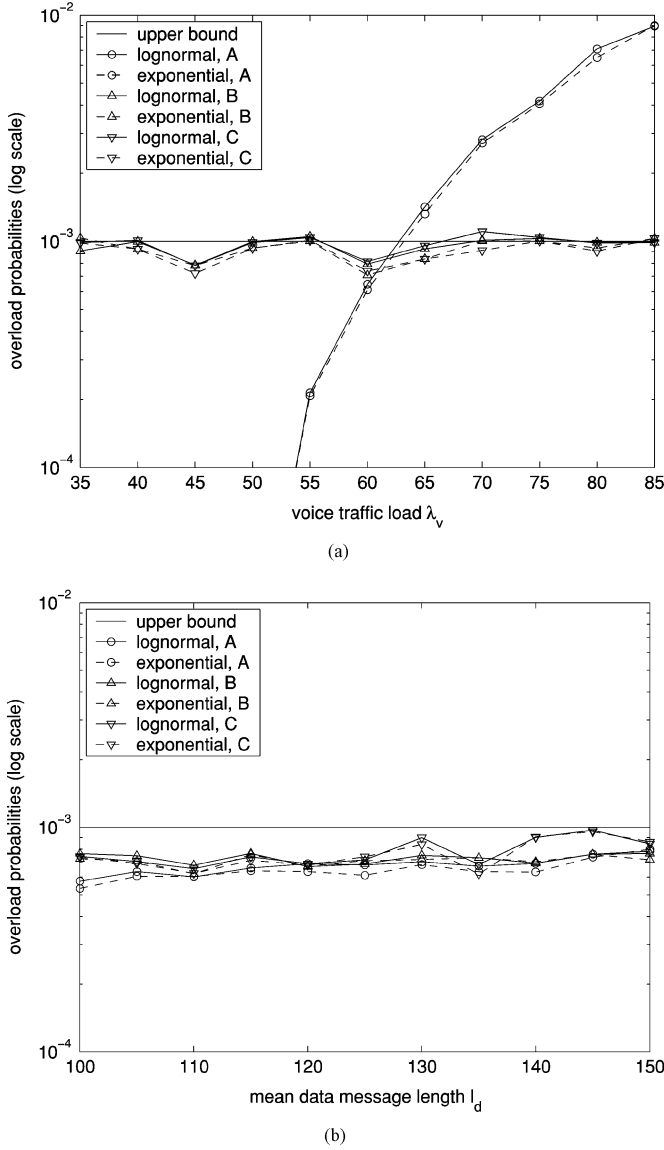 10^-2
upper bound
lognormal, A
exponential, A
lognormal, B
exponential, B
lognormal, C
exponential, C
overload probabilities (log scale)
10^-3
10^-4
35 40 45 50 55 60 65 70 75 80 85
voice traffic load λ_v
(a)
10^-2
upper bound
lognormal, A
exponential, A
lognormal, B
exponential, B
lognormal, C
exponential, C
overload probabilities (log scale)
10^-3
10^-4
100 110 120 130 140 150
mean data message length l_d
(b)